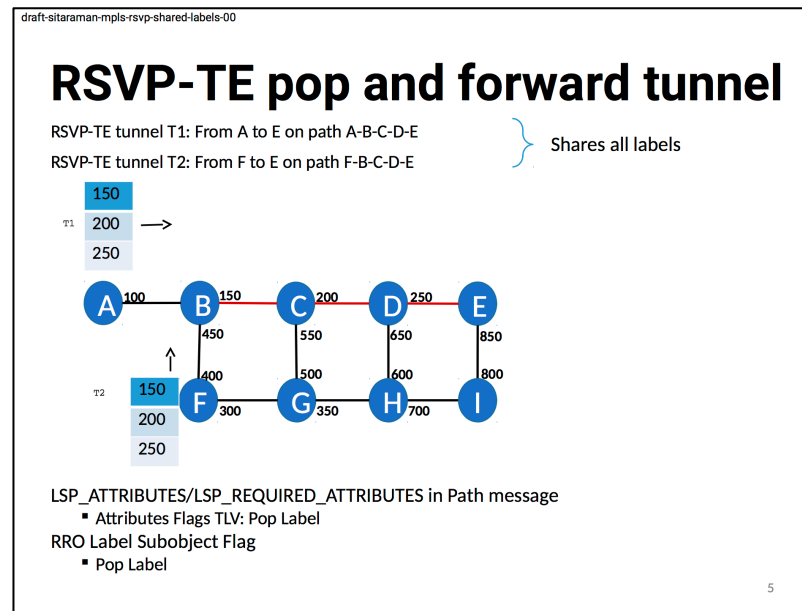 draft-sitaraman-mpls-rsvp-shared-labels-00
RSVP-TE pop and forward tunnel
RSVP-TE tunnel T1: From A to E on path A-B-C-D-E
RSVP-TE tunnel T2: From F to E on path F-B-C-D-E
Shares all labels
150
T1 200
250
A 100 B 150 C 200 D 250 E
450 550 650 850
400 500 600 800
T2 150 F 300 G 350 H 700 I
200
250
LSP_ATTRIBUTES/LSP_REQUIRED_ATTRIBUTES in Path message
▪ Attributes Flags TLV: Pop Label
RRO Label Subobject Flag
▪ Pop Label
5